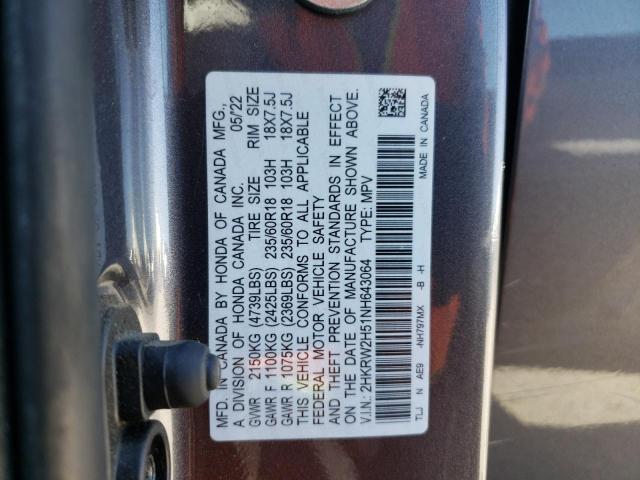 MFD. IN CANADA BY HONDA OF CANADA MFG.,
A DIVISION OF HONDA CANADA INC. 05/22
GVWR 2150KG (4739LBS) TIRE SIZE RIM SIZE
GAWR F 1100KG (2425LBS) 235/60R18 103H 18X7.5J
GAWR R 1075KG (2369LBS) 235/60R18 103H 18X7.5J
THIS VEHICLE CONFORMS TO ALL APPLICABLE
FEDERAL MOTOR VEHICLE SAFETY
AND THEFT PREVENTION STANDARDS IN EFFECT
ON THE DATE OF MANUFACTURE SHOWN ABOVE.
V.I.N.: 2HKRW2H51NH643064 TYPE: MPV
TLJ N AE9 -NH797MX -B -H
MADE IN CANADA